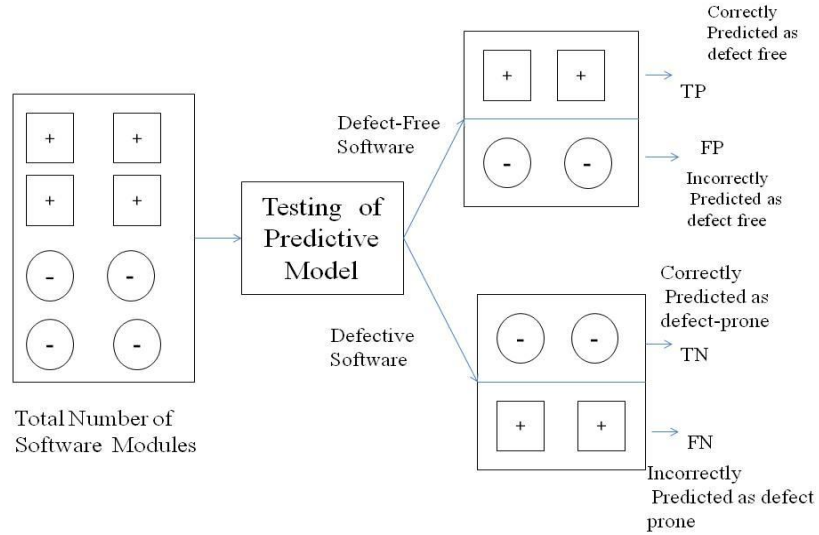 + +
+ +
- -
- -
Total Number of
Software Modules
Testing of
Predictive
Model
Defect-Free
Software
+ +
- -
Correctly
Predicted as
defect free
TP
FP
Incorrectly
Predicted as
defect free
Defective
Software
- -
+ +
Correctly
Predicted as
defect-prone
TN
FN
Incorrectly
Predicted as defect
prone